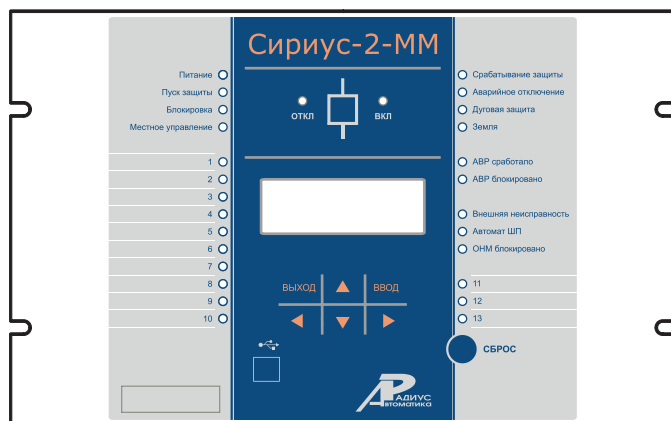 Сириус-2-ММ
Питание
Пуск защиты
Блокировка
Местное управление
1
2
3
4
5
6
7
8
9
10
ОТКЛ
ВКЛ
ВЫХОД
ВВОД
Срабатывание защиты
Аварийное отключение
Дуговая защита
Земля
АВР сработало
АВР блокировано
Внешняя неисправность
Автомат ШП
ОНМ блокировано
11
12
13
СБРОС
РАДИУС
Автоматика